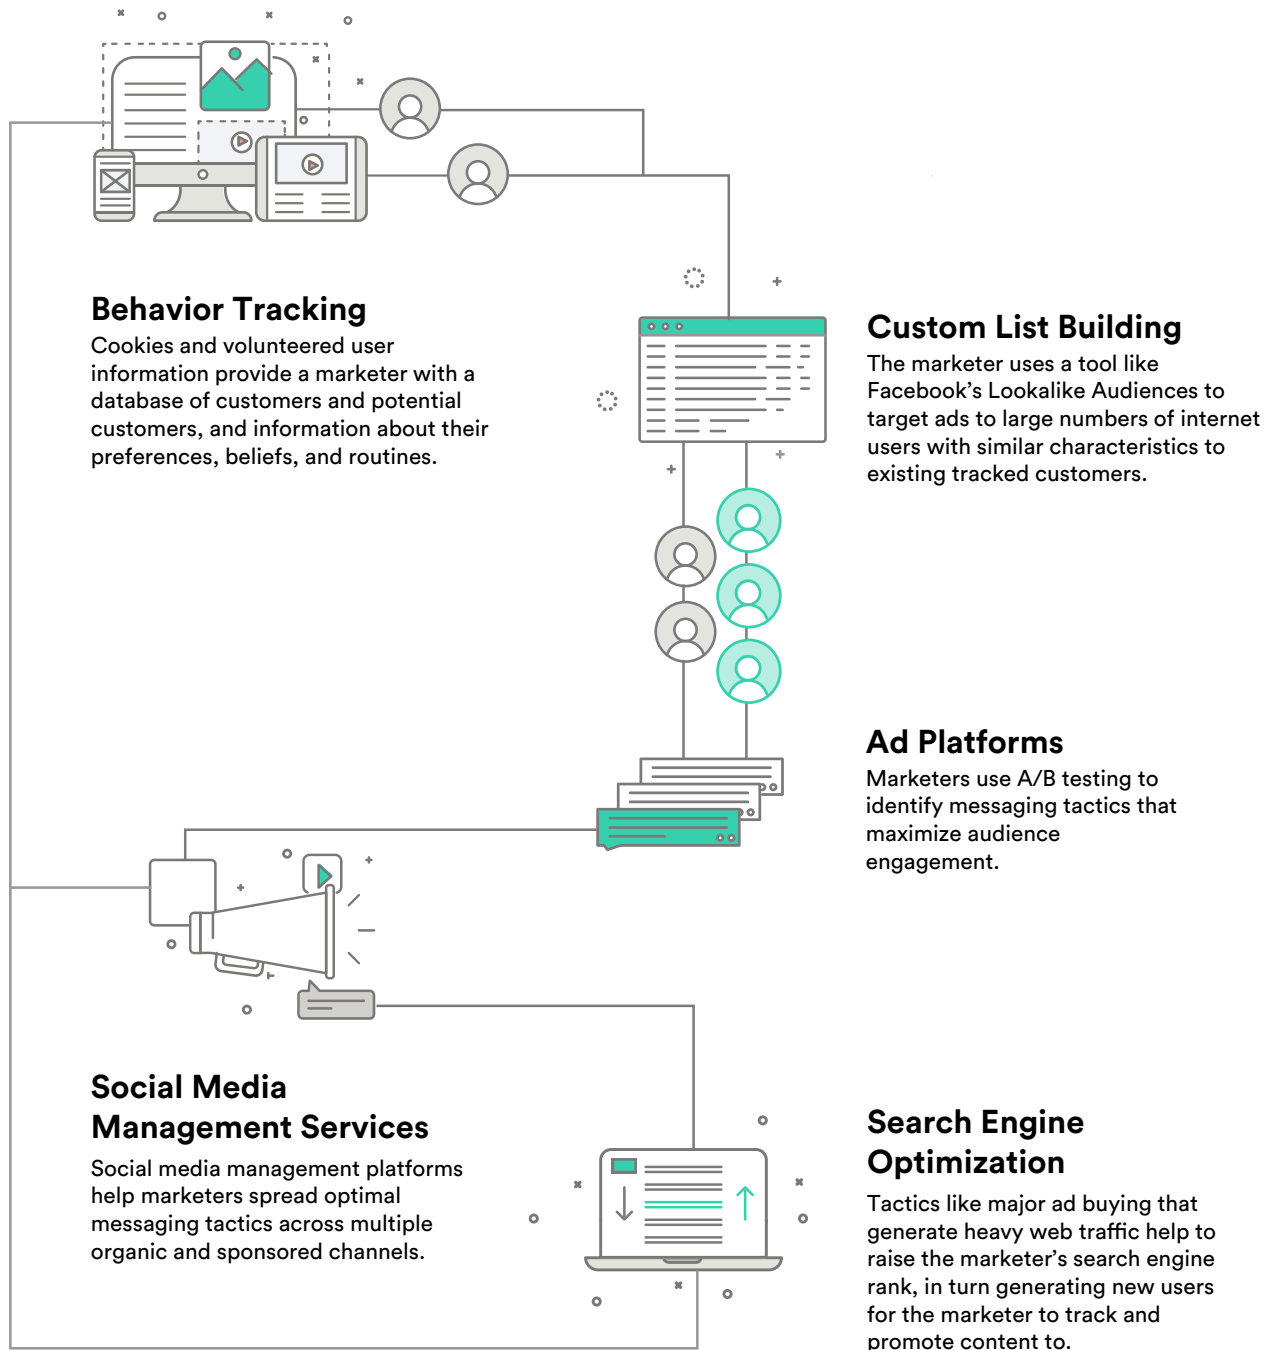 Behavior Tracking
Cookies and volunteered user
information provide a marketer with a
database of customers and potential
customers, and information about their
preferences, beliefs, and routines.
Custom List Building
The marketer uses a tool like
Facebook’s Lookalike Audiences to
target ads to large numbers of internet
users with similar characteristics to
existing tracked customers.
Ad Platforms
Marketers use A/B testing to
identify messaging tactics that
maximize audience
engagement.
Social Media
Management Services
Social media management platforms
help marketers spread optimal
messaging tactics across multiple
organic and sponsored channels.
Search Engine
Optimization
Tactics like major ad buying that
generate heavy web traffic help to
raise the marketer’s search engine
rank, in turn generating new users
for the marketer to track and
promote content to.